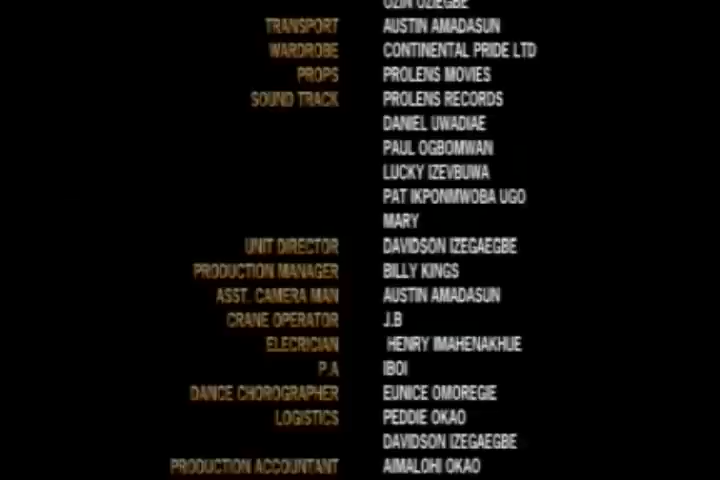 OZIN OZIEGBE
TRANSPORT AUSTIN AMADASUN
WARDROBE CONTINENTAL PRIDE LTD
PROPS PROLENS MOVIES
SOUND TRACK PROLENS RECORDS
DANIEL UWADIAE
PAUL OGBOMWAN
LUCKY IZEVBUWA
PAT IKPONMWOBA UGO
MARY
UNIT DIRECTOR DAVIDSON IZEGAEGBE
PRODUCTION MANAGER BILLY KINGS
ASST. CAMERA MAN AUSTIN AMADASUN
CRANE OPERATOR J.B
ELECRICIAN HENRY IMAHENAKHUE
P.A IBOI
DANCE CHOROGRAPHER EUNICE OMOREGIE
LOGISTICS PEDDIE OKAO
DAVIDSON IZEGAEGBE
PRODUCTION ACCOUNTANT AIMALOHI OKAO